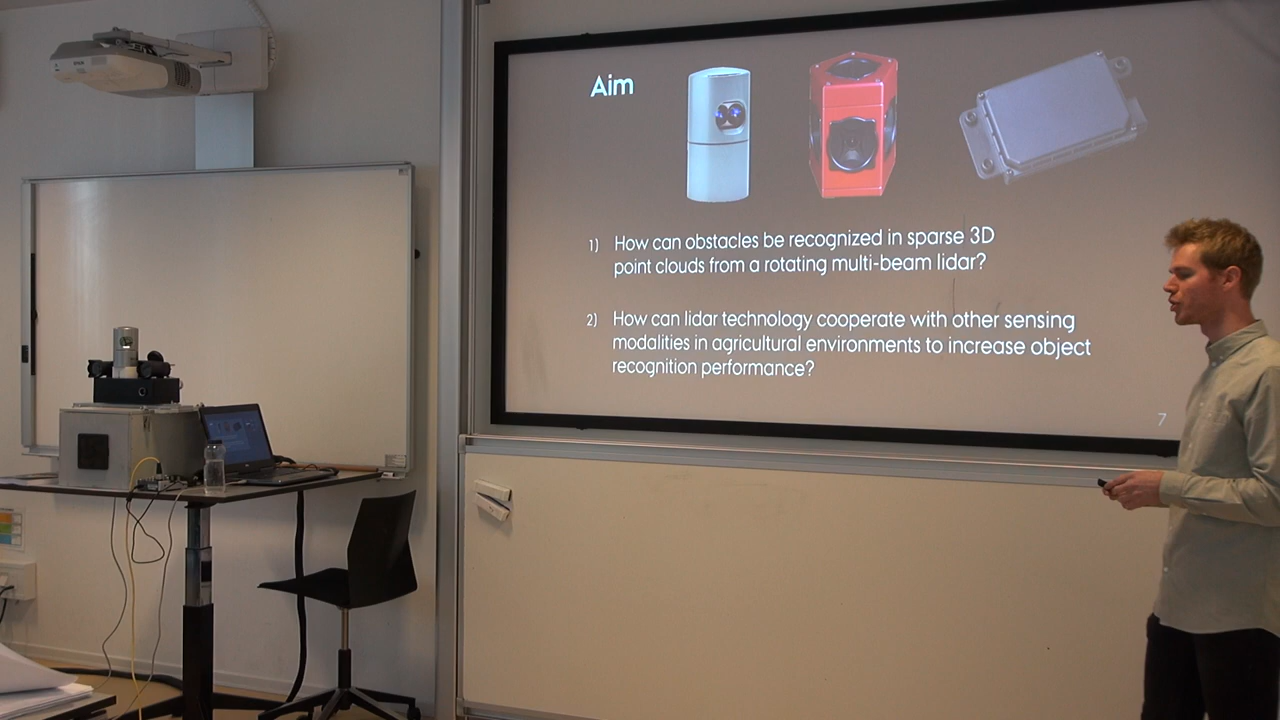 Aim
1) How can obstacles be recognized in sparse 3D
point clouds from a rotating multi-beam lidar?
2) How can lidar technology cooperate with other sensing
modalities in agricultural environments to increase object
recognition performance?
7